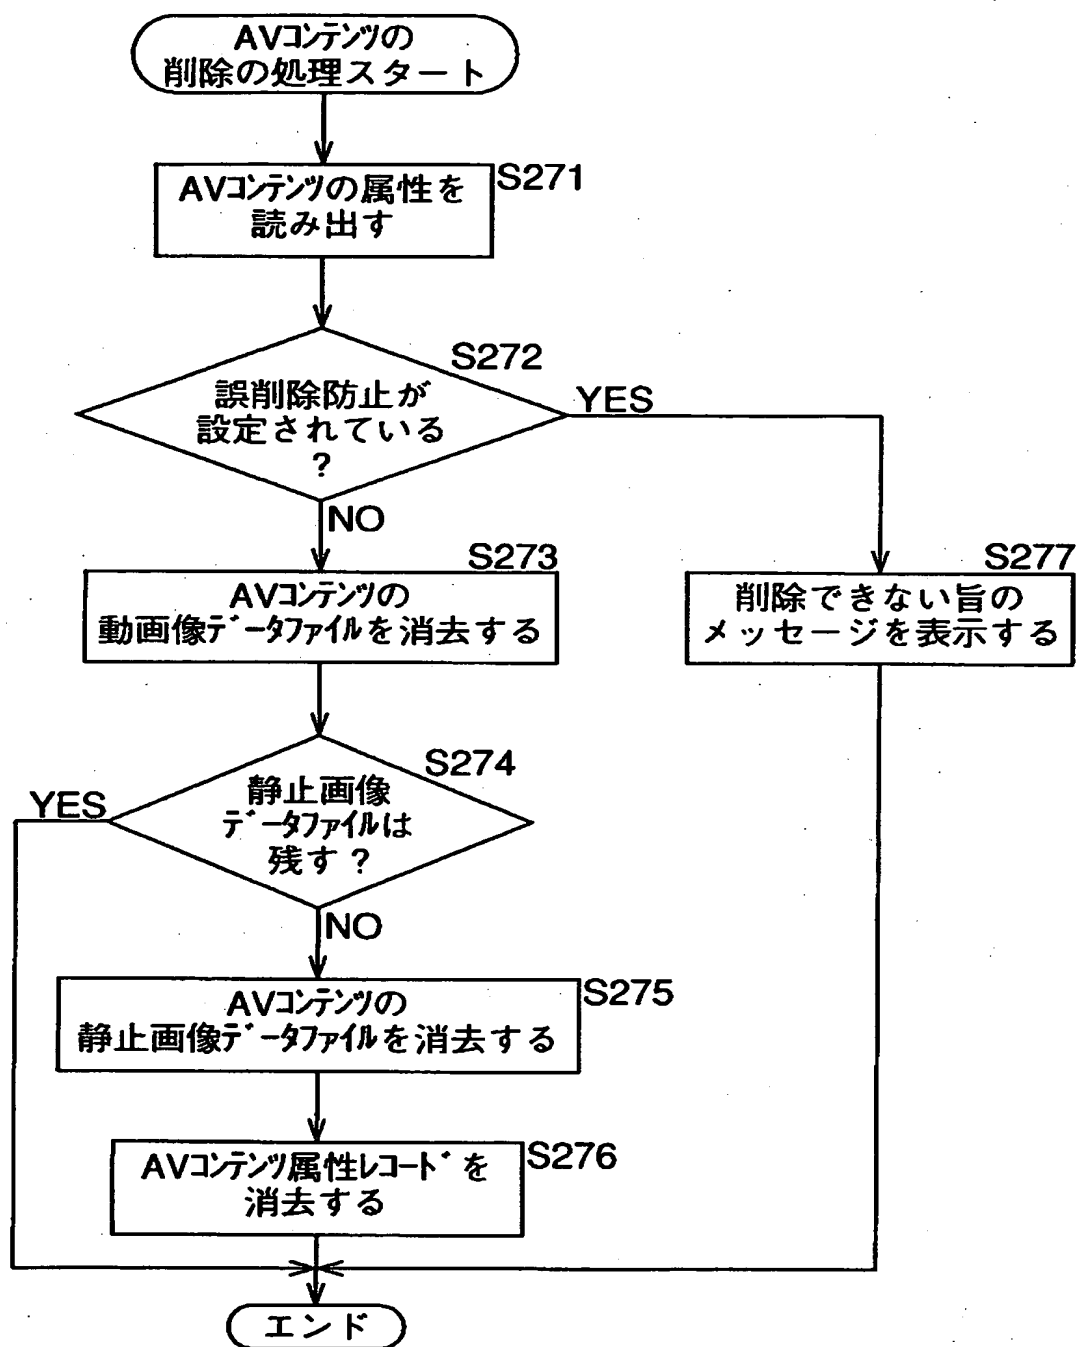 AVコンテンツの
削除の処理スタート
AVコンテンツの属性を
読み出す
S271
S272
誤削除防止が
設定されている
?
YES
NO
S273
AVコンテンツの
動画像データファイルを消去する
S277
削除できない旨の
メッセージを表示する
S274
静止画像
データファイルは
残す?
YES
NO
S275
AVコンテンツの
静止画像データファイルを消去する
S276
AVコンテンツ属性レコードを
消去する
エンド